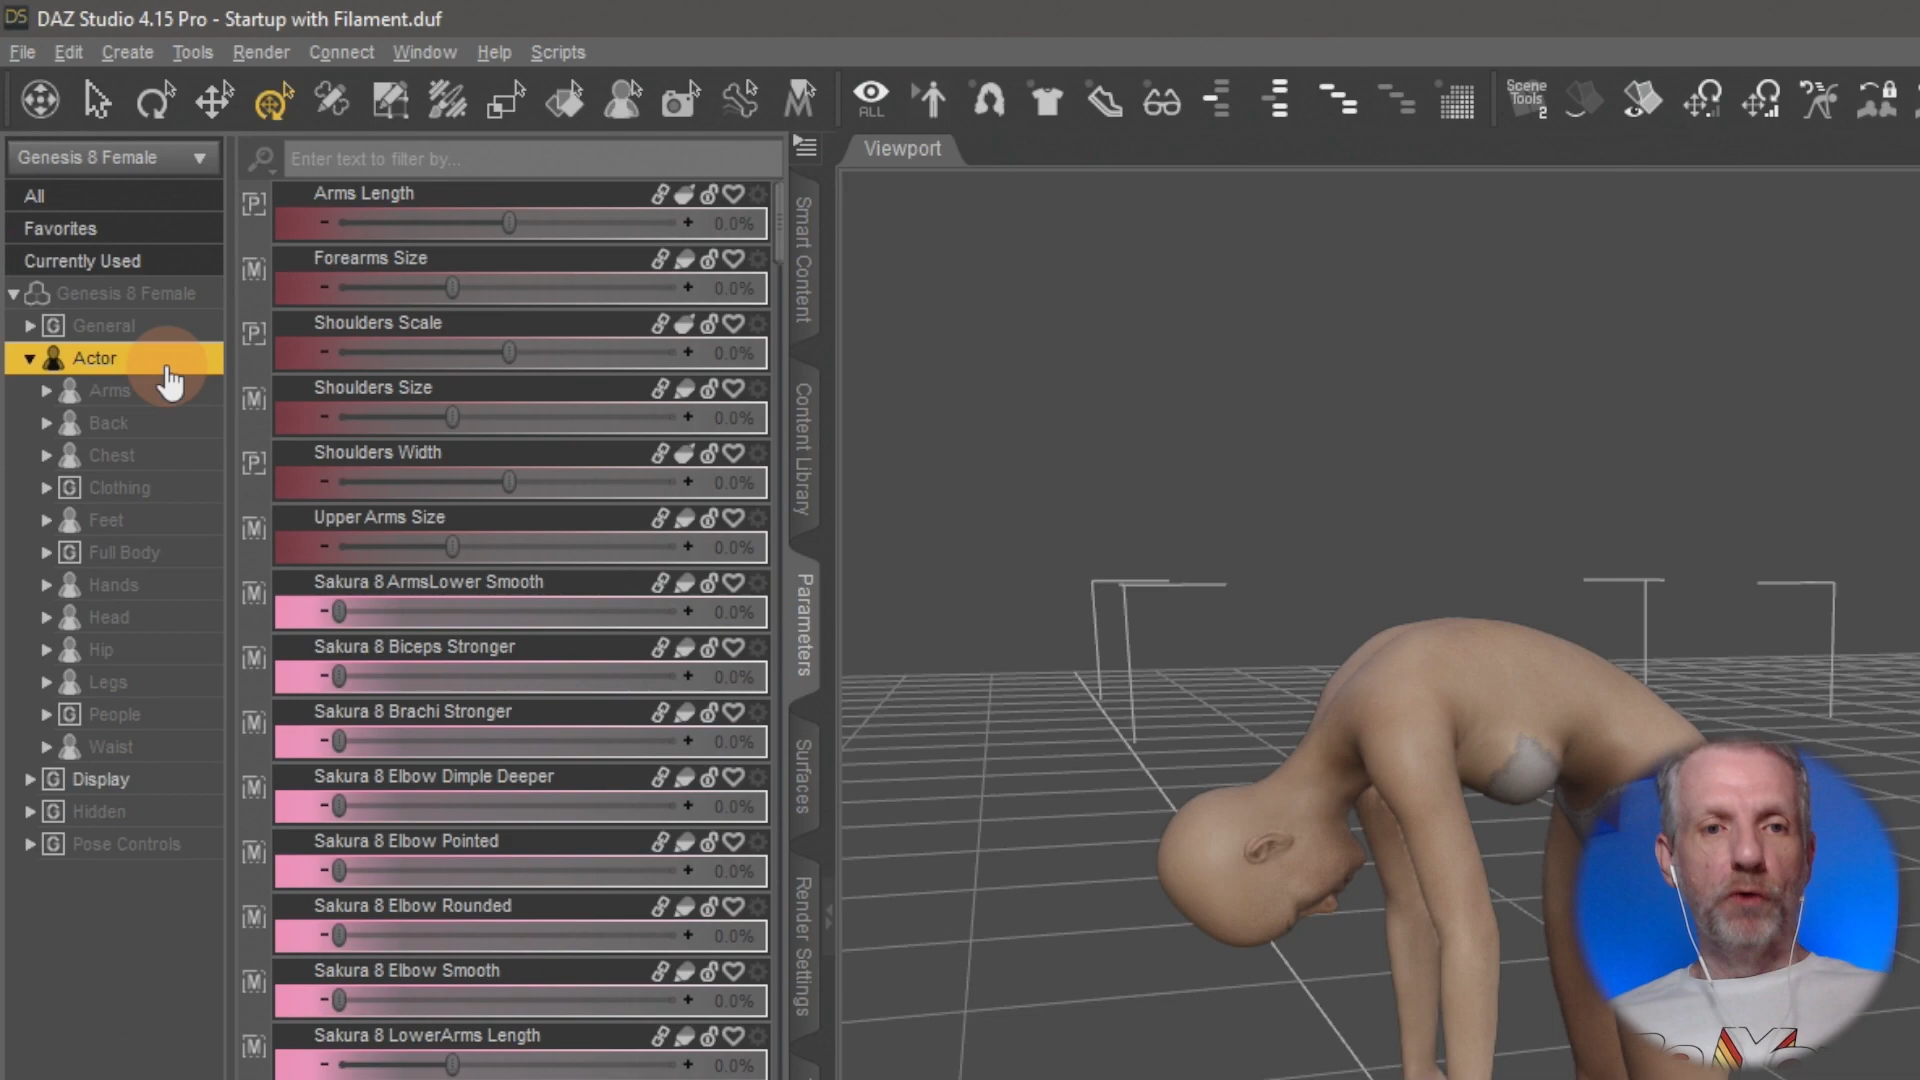 DS DAZ Studio 4.15 Pro - Startup with Filament.duf
File Edit Create Tools Render Connect Window Help Scripts
ALL
Scene
Tools
2
Genesis 8 Female
Enter text to filter by...
Viewport
All
Favorites
Currently Used
Genesis 8 Female
General
Actor
Arms
Back
Chest
Clothing
Feet
Full Body
Hands
Head
Hip
Legs
People
Waist
Display
Hidden
Pose Controls
P Arms Length
- + 0.0%
M Forearms Size
- + 0.0%
P Shoulders Scale
- + 0.0%
M Shoulders Size
- + 0.0%
P Shoulders Width
- + 0.0%
M Upper Arms Size
- + 0.0%
M Sakura 8 ArmsLower Smooth
- + 0.0%
M Sakura 8 Biceps Stronger
- + 0.0%
M Sakura 8 Brachi Stronger
- + 0.0%
M Sakura 8 Elbow Dimple Deeper
- + 0.0%
M Sakura 8 Elbow Pointed
- + 0.0%
M Sakura 8 Elbow Rounded
- + 0.0%
M Sakura 8 Elbow Smooth
- + 0.0%
M Sakura 8 LowerArms Length
- + 0.0%
Smart Content
Content Library
Parameters
Surfaces
Render Settings